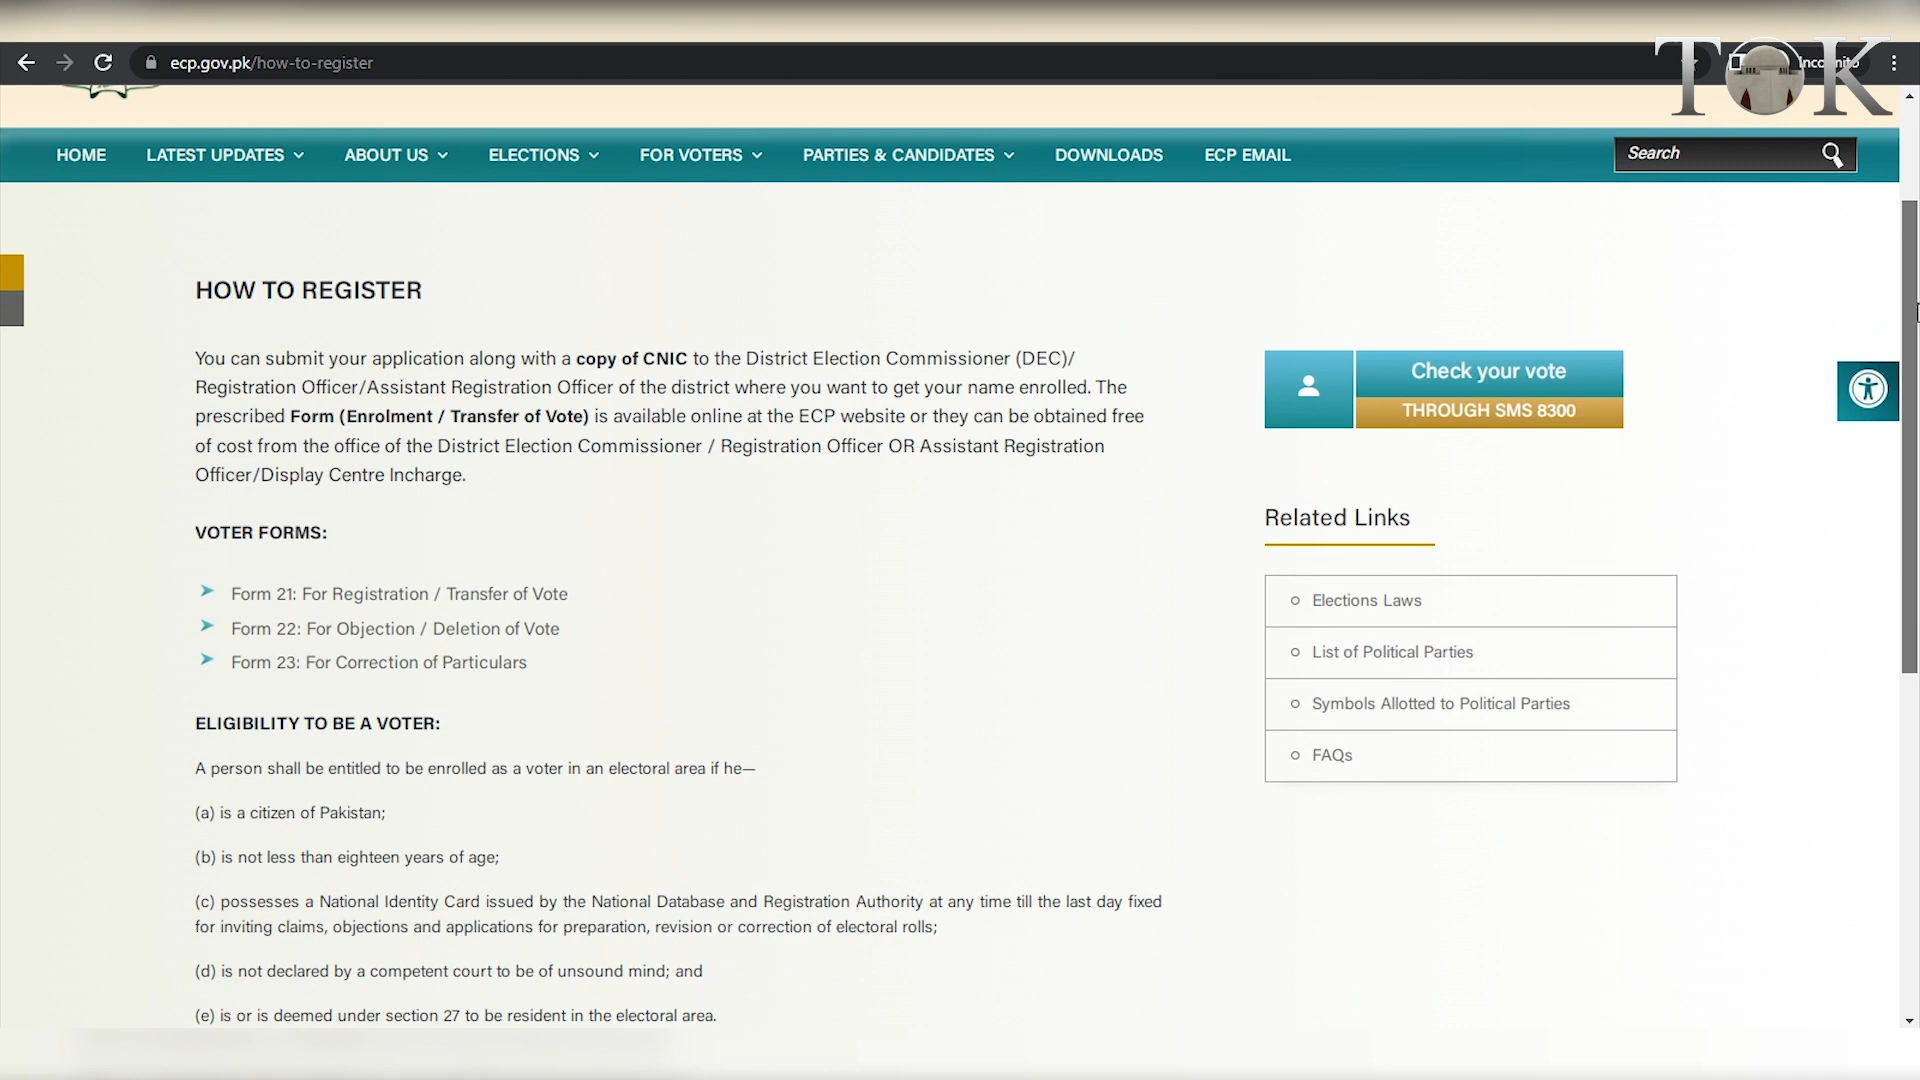 ecp.gov.pk/how-to-register
Incognito
TOK
HOME LATEST UPDATES ABOUT US ELECTIONS FOR VOTERS PARTIES & CANDIDATES DOWNLOADS ECP EMAIL
Search
HOW TO REGISTER
You can submit your application along with a copy of CNIC to the District Election Commissioner (DEC)/
Registration Officer/Assistant Registration Officer of the district where you want to get your name enrolled. The
prescribed Form (Enrolment / Transfer of Vote) is available online at the ECP website or they can be obtained free
of cost from the office of the District Election Commissioner / Registration Officer OR Assistant Registration
Officer/Display Centre Incharge.
VOTER FORMS:
Form 21: For Registration / Transfer of Vote
Form 22: For Objection / Deletion of Vote
Form 23: For Correction of Particulars
ELIGIBILITY TO BE A VOTER:
A person shall be entitled to be enrolled as a voter in an electoral area if he—
(a) is a citizen of Pakistan;
(b) is not less than eighteen years of age;
(c) possesses a National Identity Card issued by the National Database and Registration Authority at any time till the last day fixed
for inviting claims, objections and applications for preparation, revision or correction of electoral rolls;
(d) is not declared by a competent court to be of unsound mind; and
(e) is or is deemed under section 27 to be resident in the electoral area.
Check your vote
THROUGH SMS 8300
Related Links
Elections Laws
List of Political Parties
Symbols Allotted to Political Parties
FAQs